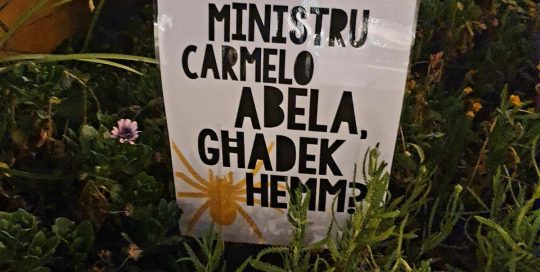 MINISTRU
CARMELO
ABELA,
GĦADEK
HEMM?